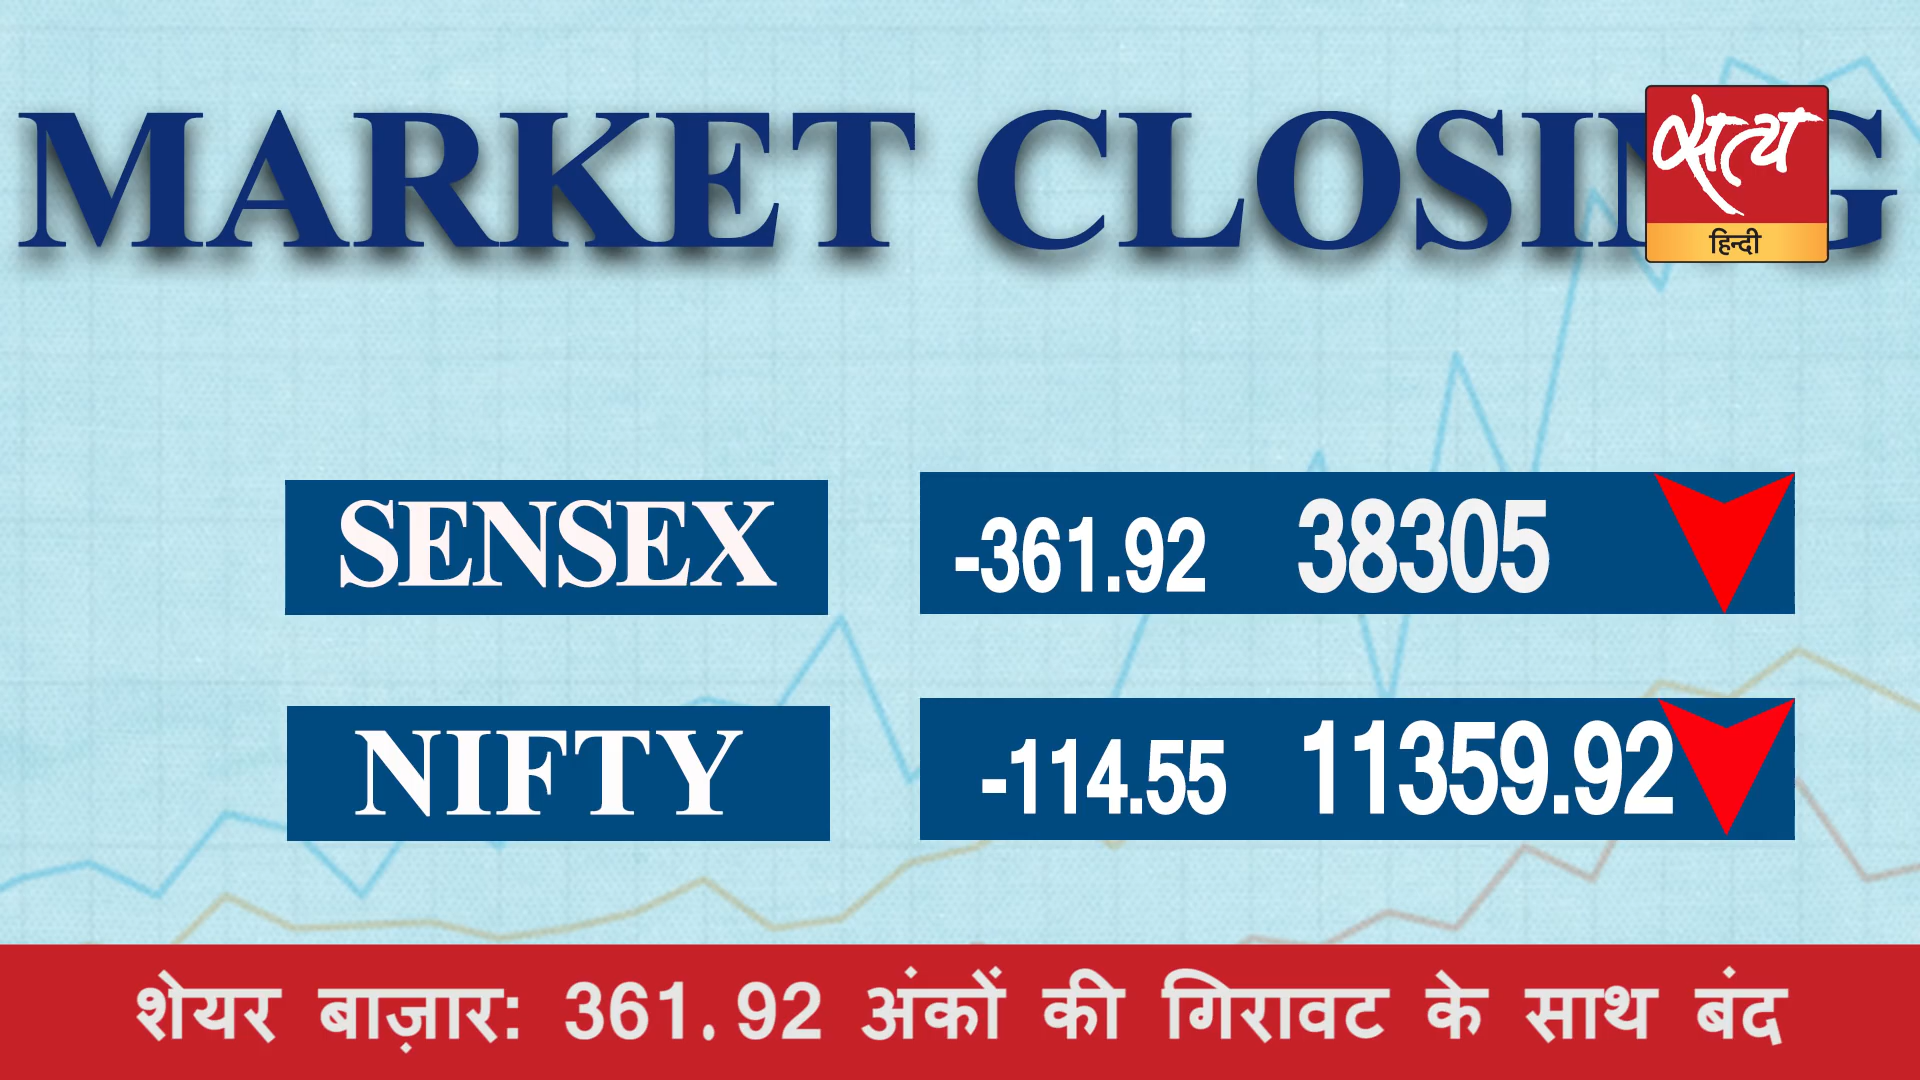 MARKET CLOSING
सत्य
हिन्दी
SENSEX -361.92 38305
NIFTY -114.55 11359.92
शेयर बाज़ार: 361.92 अंकों की गिरावट के साथ बंद